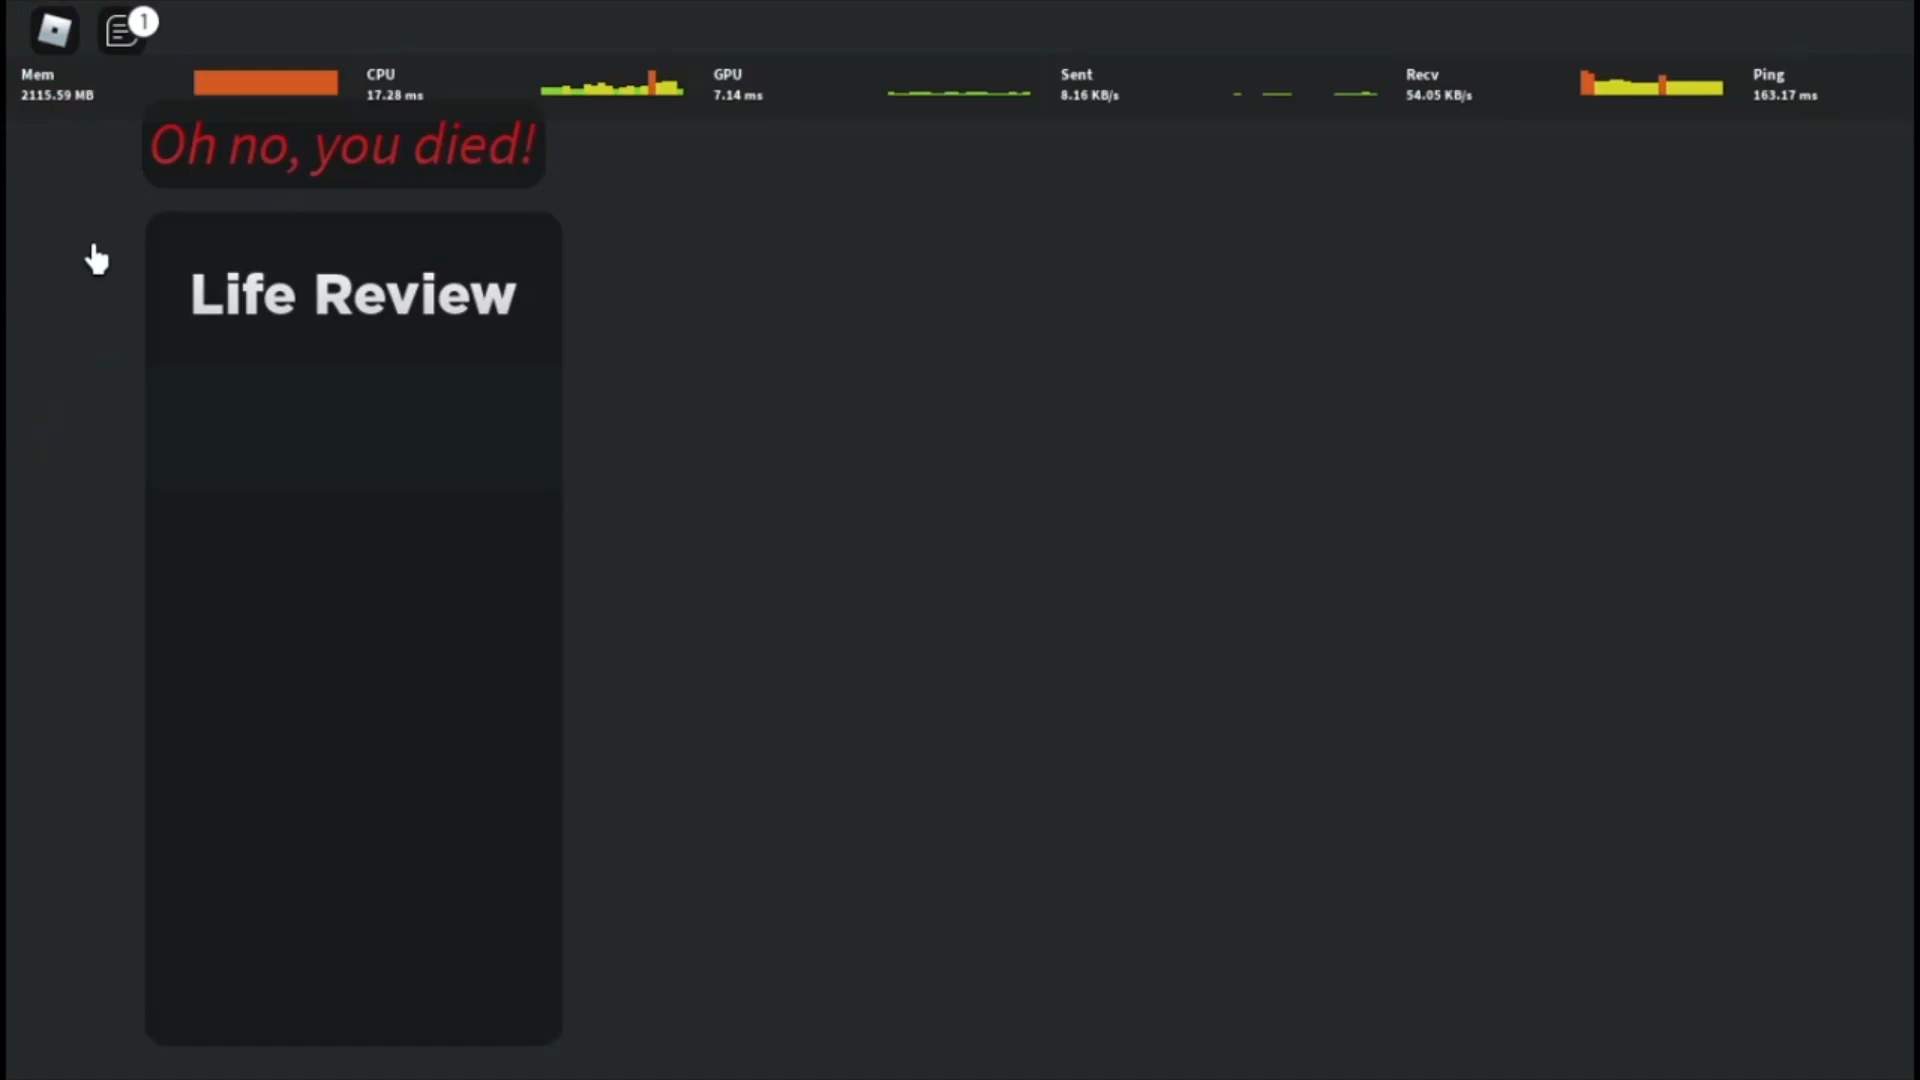 1
Mem CPU GPU Sent Recv Ping
2115.59 MB 17.28 ms 7.14 ms 8.16 KB/s 54.05 KB/s 163.17 ms
Oh no, you died!
Life Review